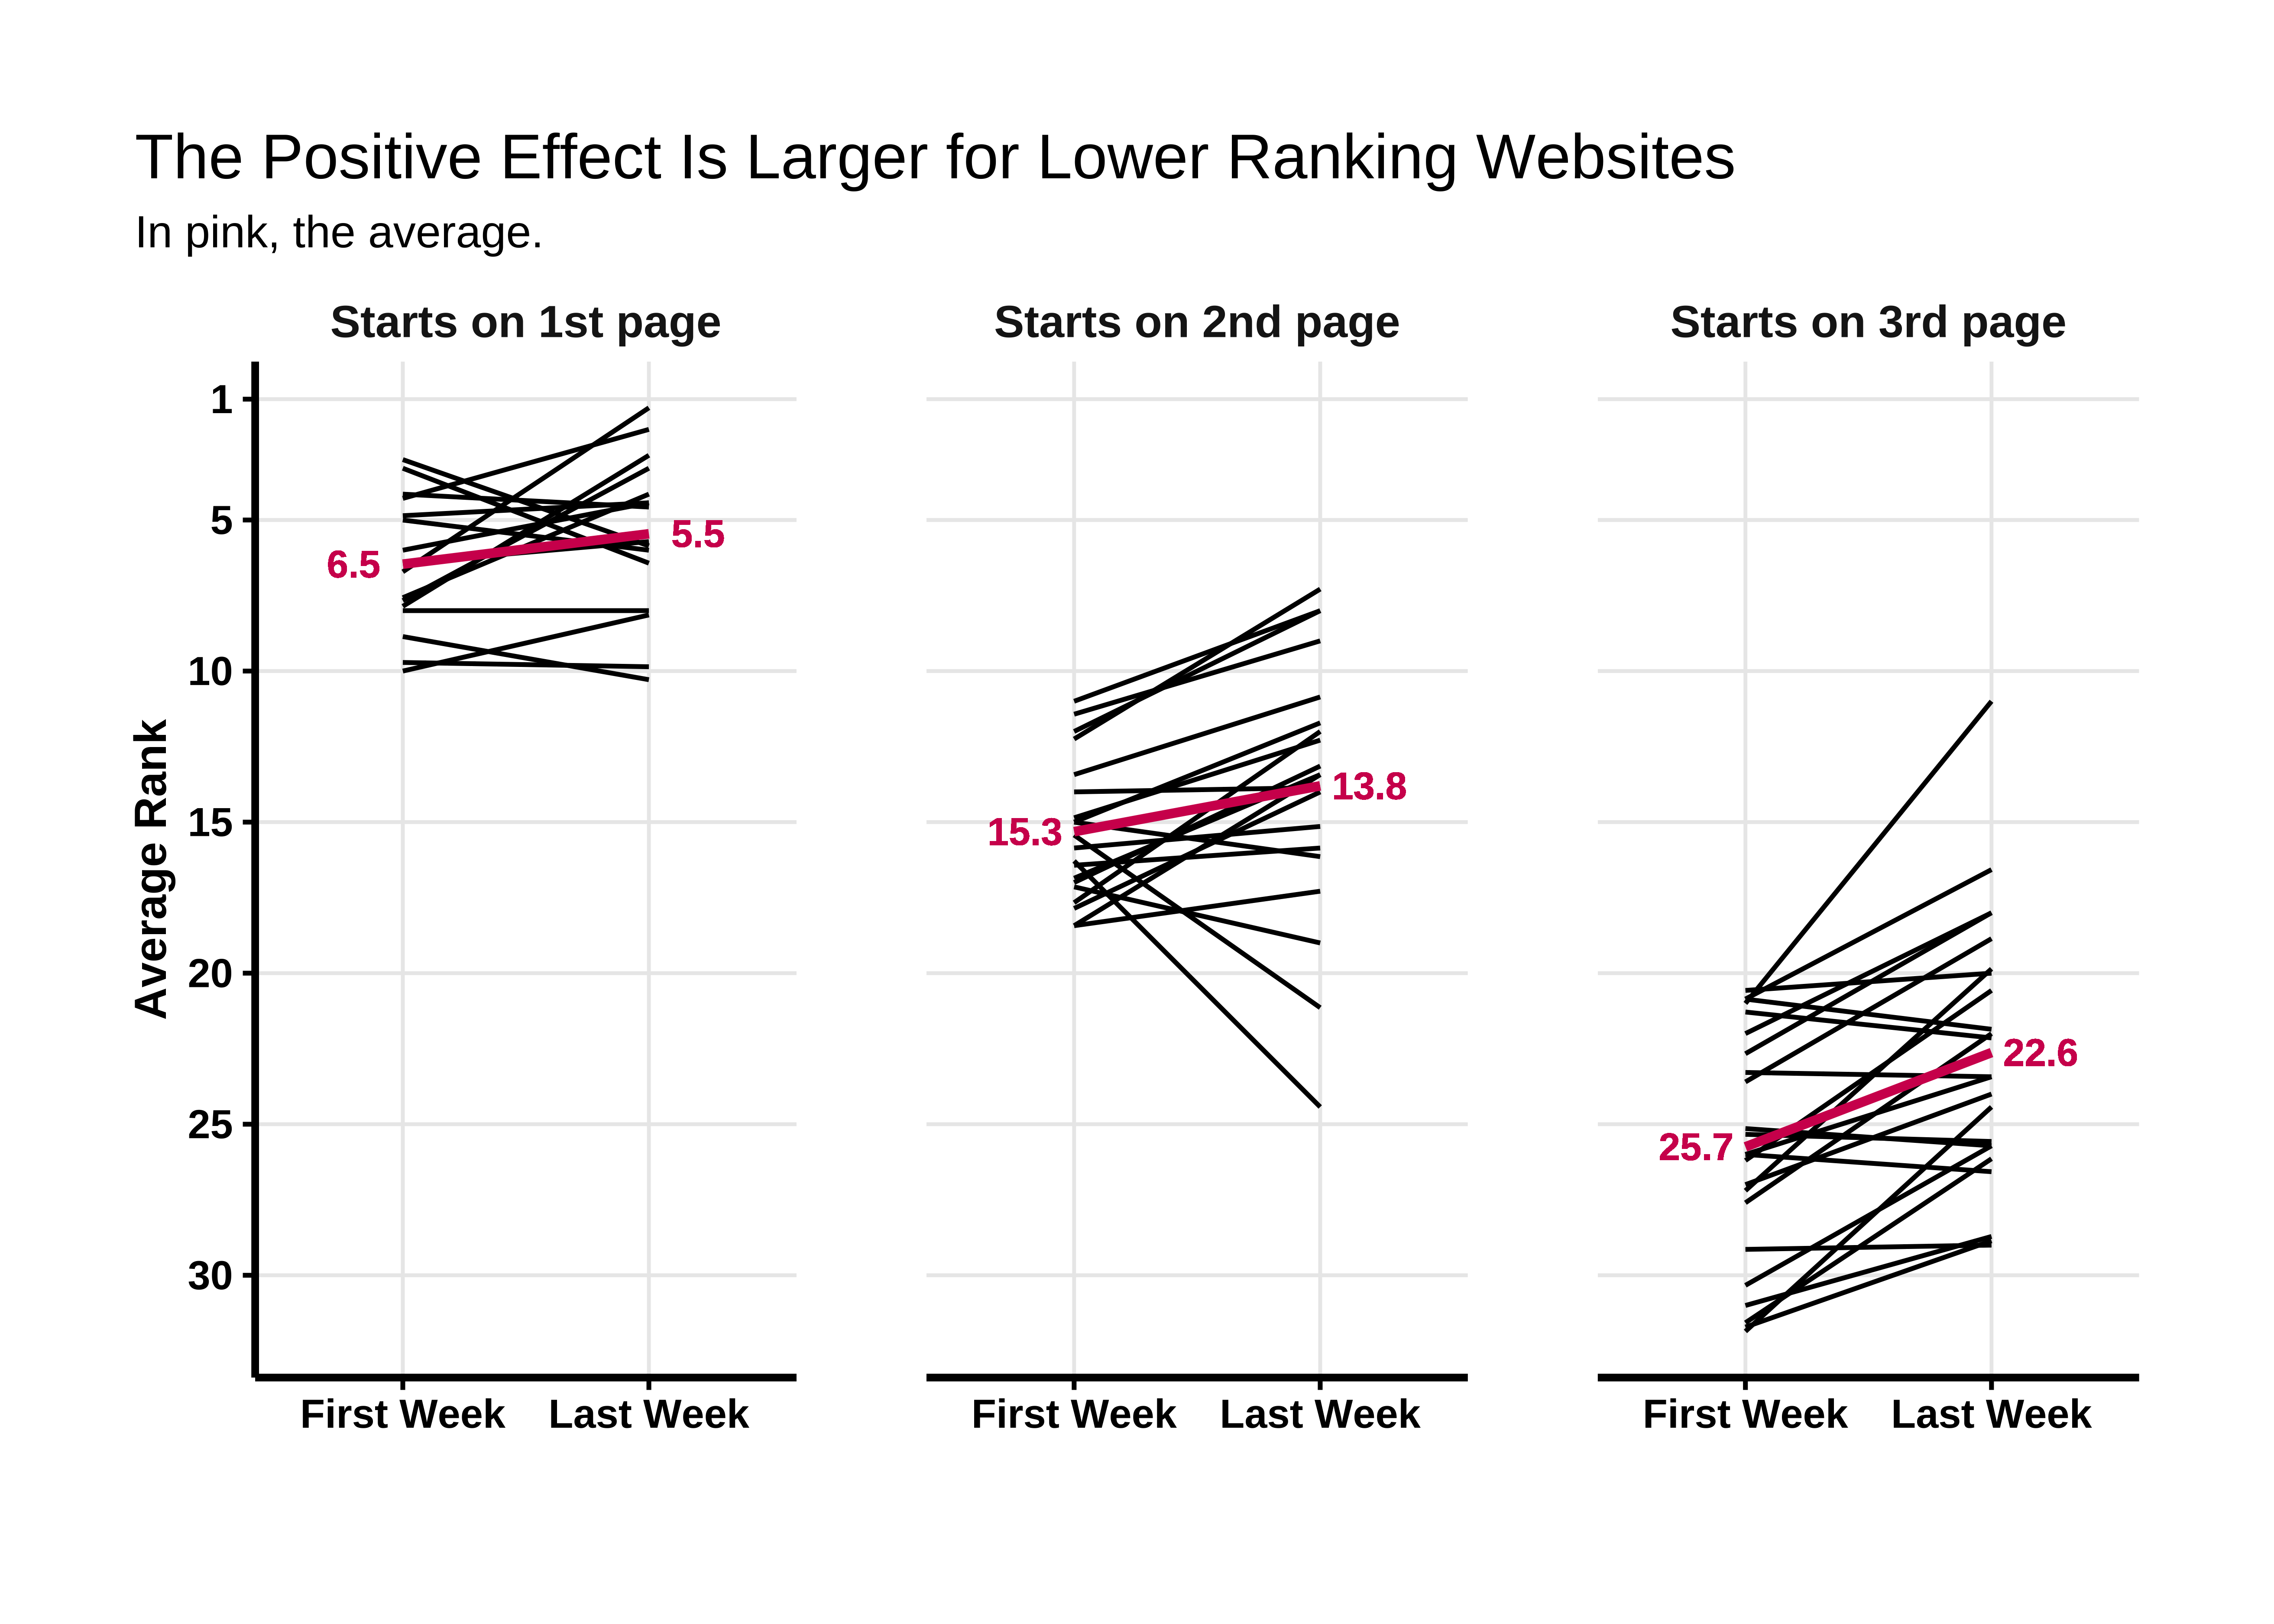 The Positive Effect Is Larger for Lower Ranking Websites
In pink, the average.
Starts on 1st page
Starts on 2nd page
Starts on 3rd page
Average Rank
1
5
10
15
20
25
30
6.5
5.5
15.3
13.8
25.7
22.6
First Week
Last Week
First Week
Last Week
First Week
Last Week